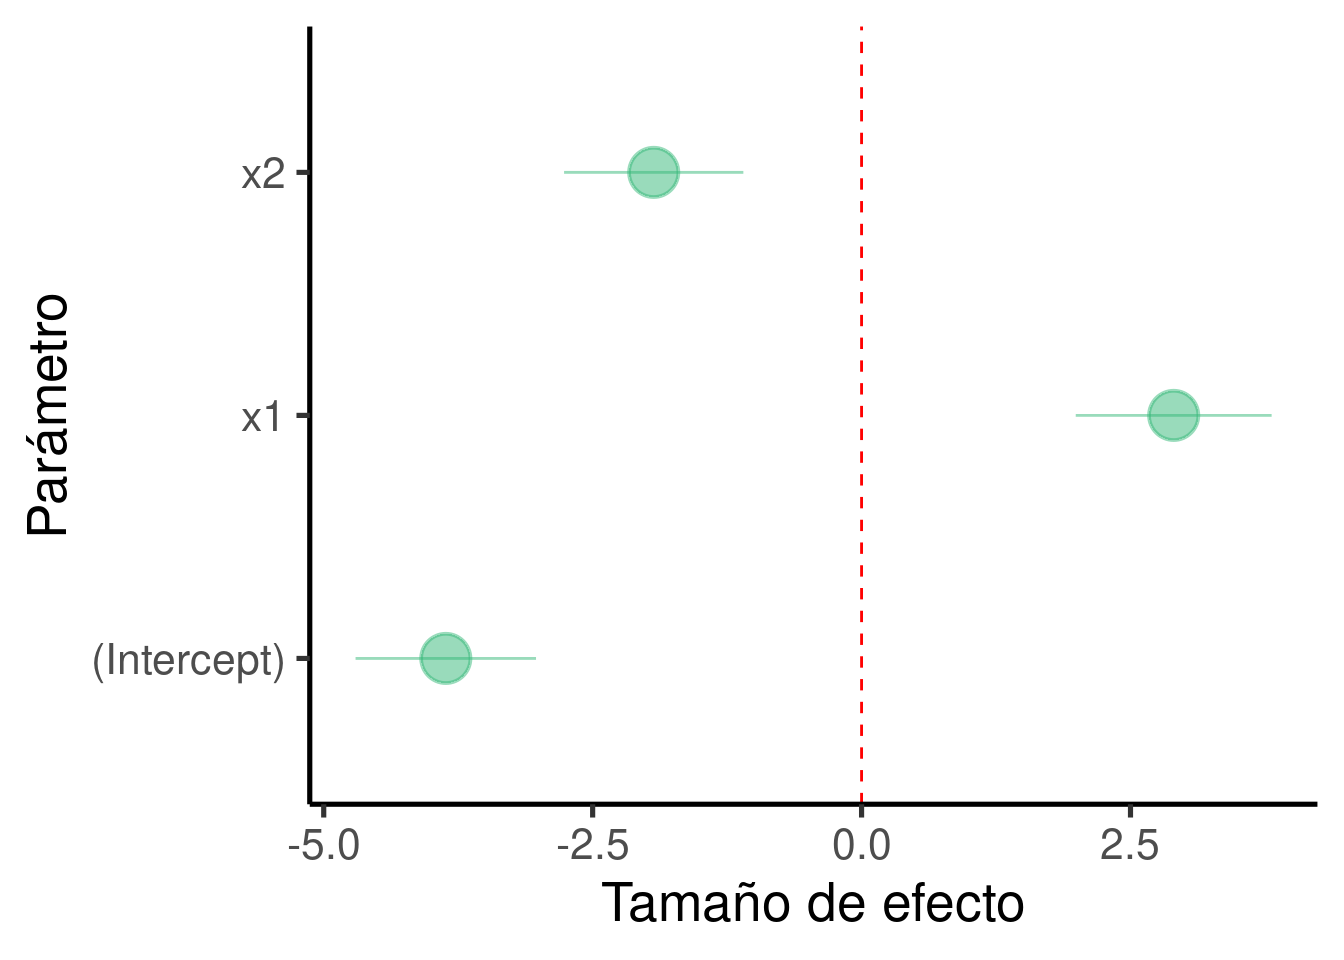 Parámetro
x2
x1
(Intercept)
-5.0
-2.5
0.0
2.5
Tamaño de efecto